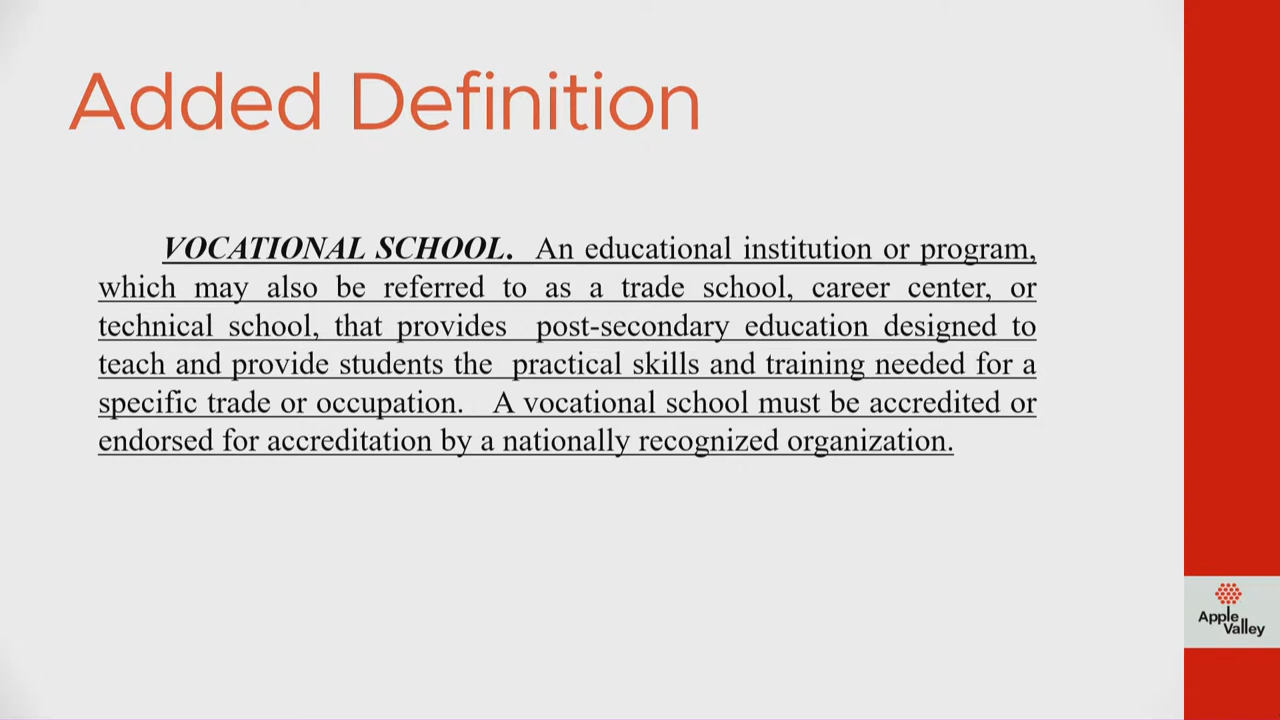 Added Definition
VOCATIONAL SCHOOL. An educational institution or program,
which may also be referred to as a trade school, career center, or
technical school, that provides post-secondary education designed to
teach and provide students the practical skills and training needed for a
specific trade or occupation. A vocational school must be accredited or
endorsed for accreditation by a nationally recognized organization.
Apple
Valley